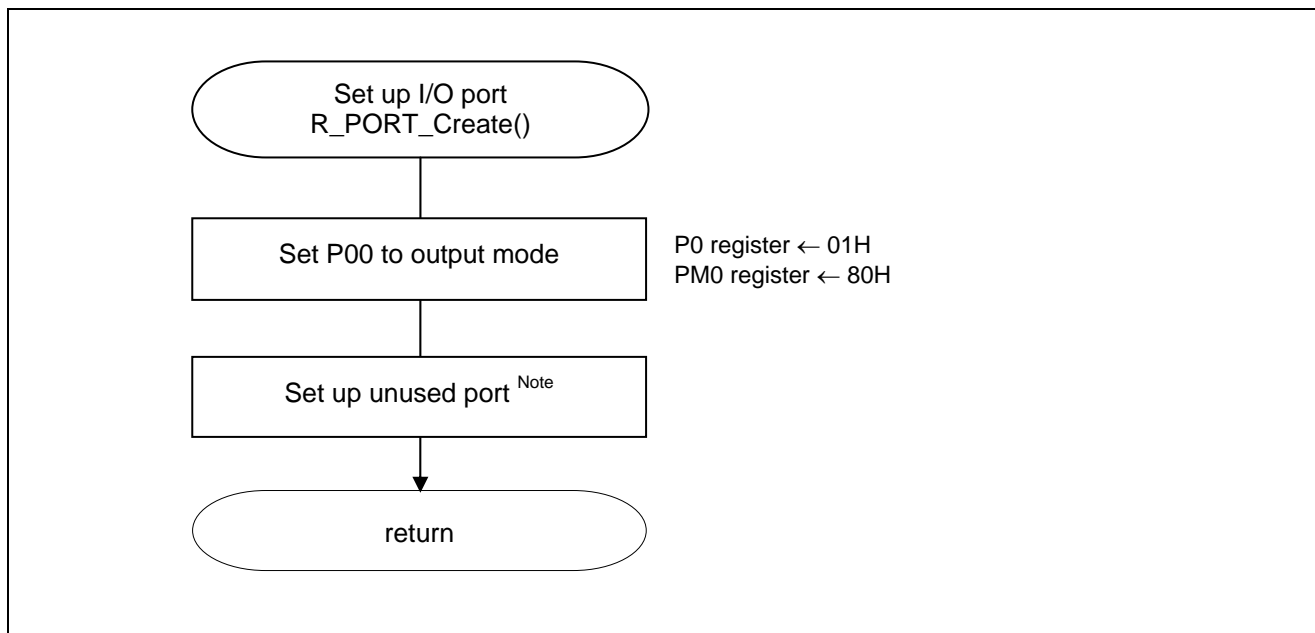 Set up I/O port
R_PORT_Create()
Set P00 to output mode
P0 register ← 01H
PM0 register ← 80H
Set up unused port Note
return